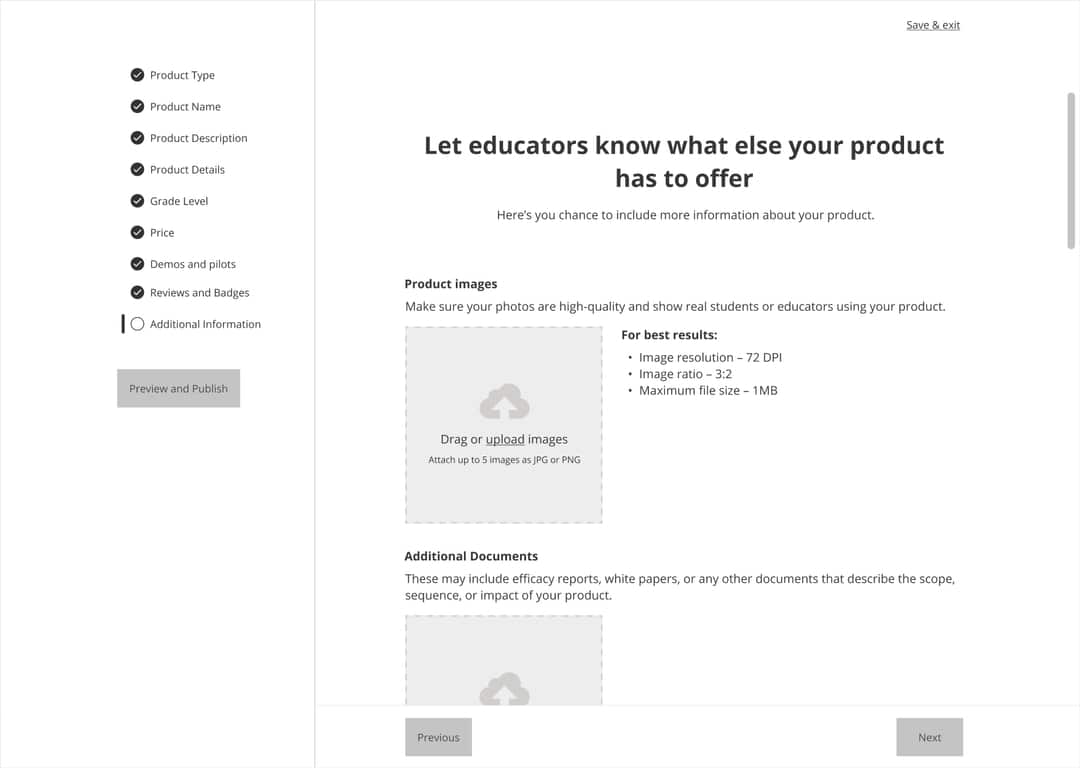 Save & exit
Product Type
Product Name
Product Description
Product Details
Grade Level
Price
Demos and pilots
Reviews and Badges
Additional Information
Preview and Publish
Let educators know what else your product
has to offer
Here’s you chance to include more information about your product.
Product images
Make sure your photos are high-quality and show real students or educators using your product.
Drag or upload images
Attach up to 5 images as JPG or PNG
For best results:
• Image resolution – 72 DPI
• Image ratio – 3:2
• Maximum file size – 1MB
Additional Documents
These may include efficacy reports, white papers, or any other documents that describe the scope,
sequence, or impact of your product.
Previous
Next